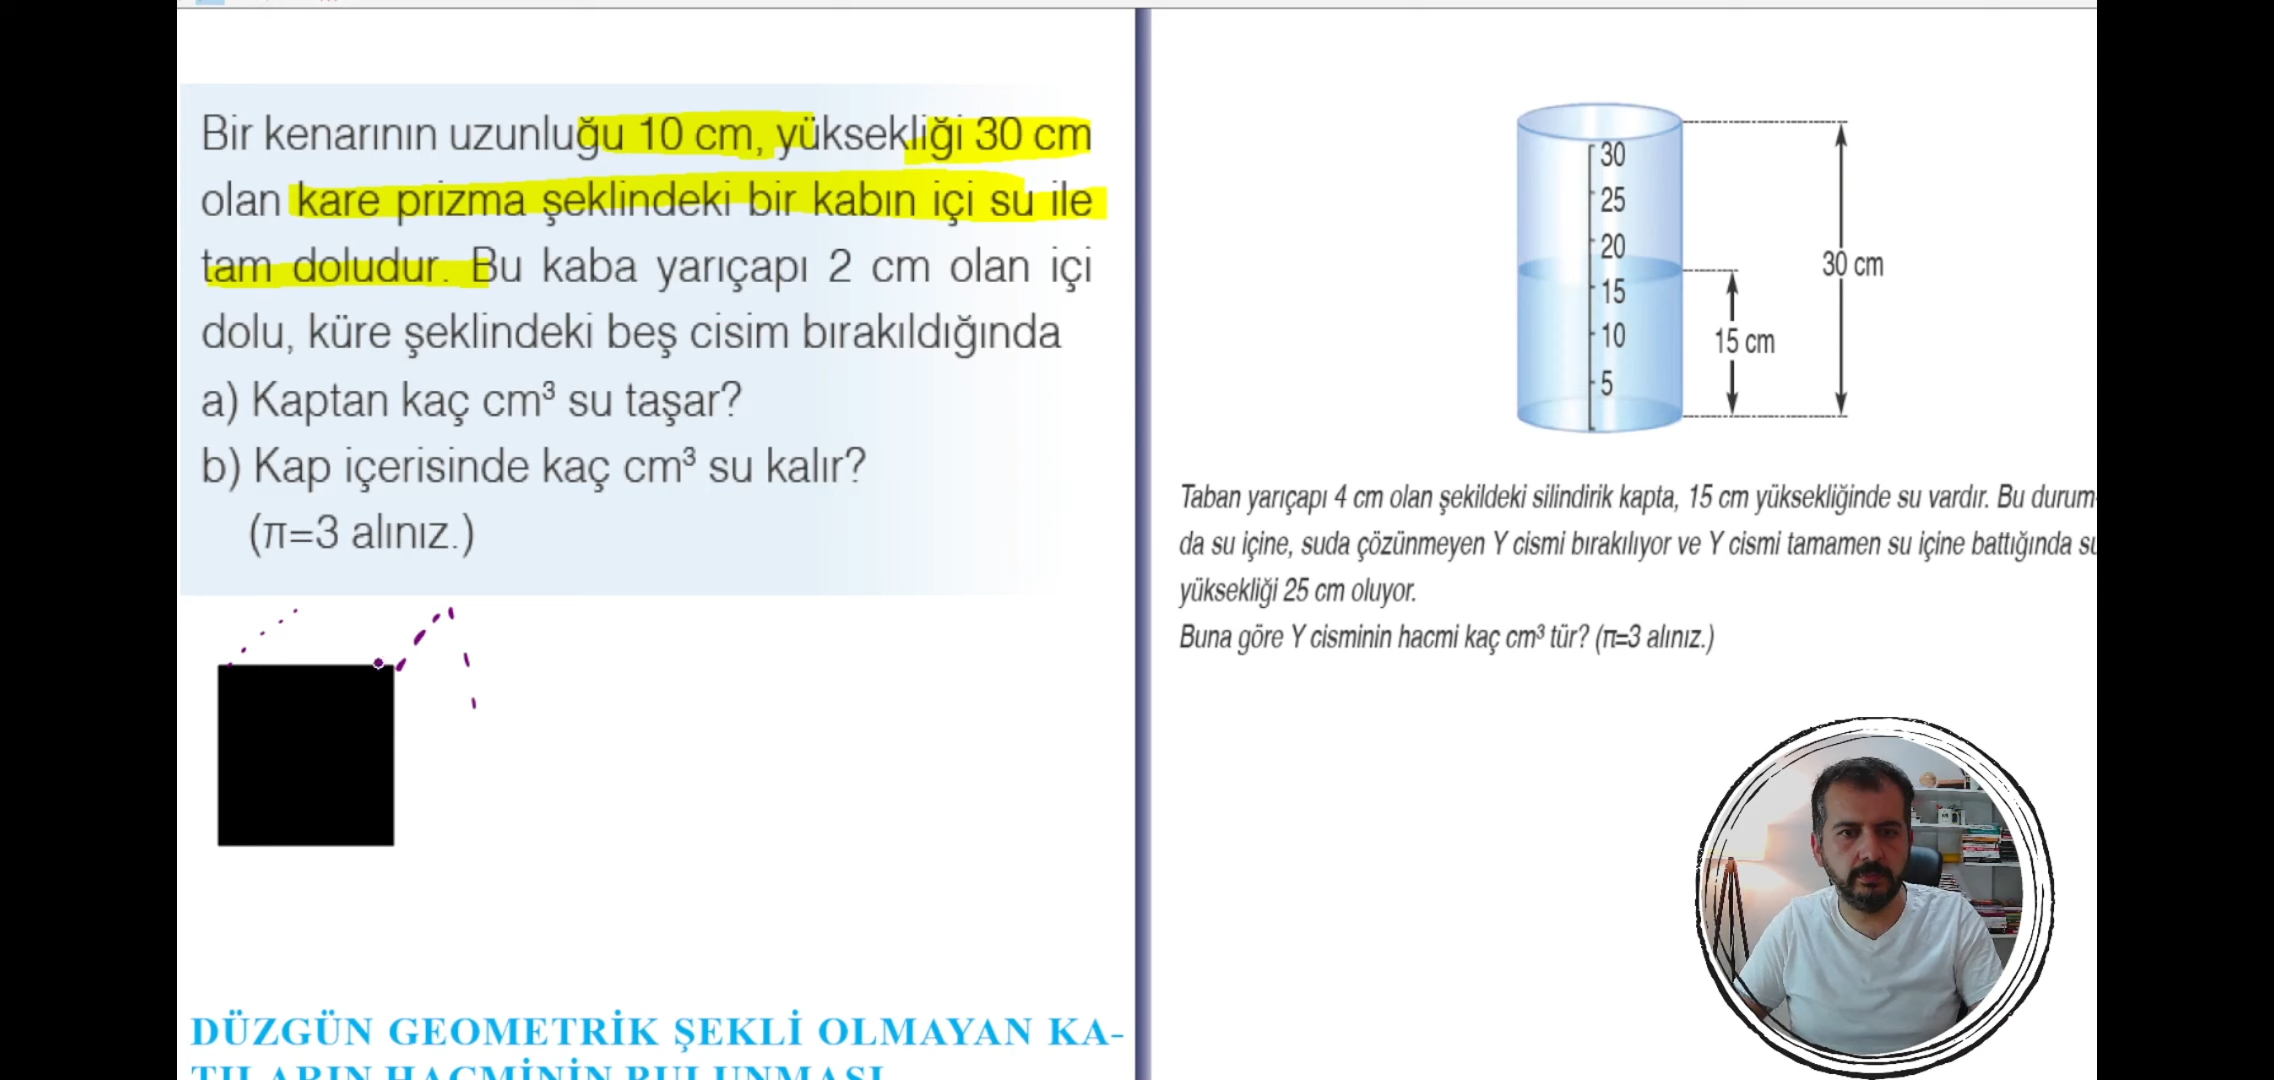 Bir kenarının uzunluğu 10 cm, yüksekliği 30 cm
olan kare prizma şeklindeki bir kabın içi su ile
tam doludur. Bu kaba yarıçapı 2 cm olan içi
dolu, küre şeklindeki beş cisim bırakıldığında
a) Kaptan kaç cm³ su taşar?
b) Kap içerisinde kaç cm³ su kalır?
(π=3 alınız.)
DÜZGÜN GEOMETRİK ŞEKLİ OLMAYAN KA-
TILARIN HACMİNİN BULUNMASI
30
25
20
15
10
5
15 cm
30 cm
Taban yarıçapı 4 cm olan şekildeki silindirik kapta, 15 cm yüksekliğinde su vardır. Bu durum-
da su içine, suda çözünmeyen Y cismi bırakılıyor ve Y cismi tamamen su içine battığında su
yüksekliği 25 cm oluyor.
Buna göre Y cisminin hacmi kaç cm³ tür? (π=3 alınız.)